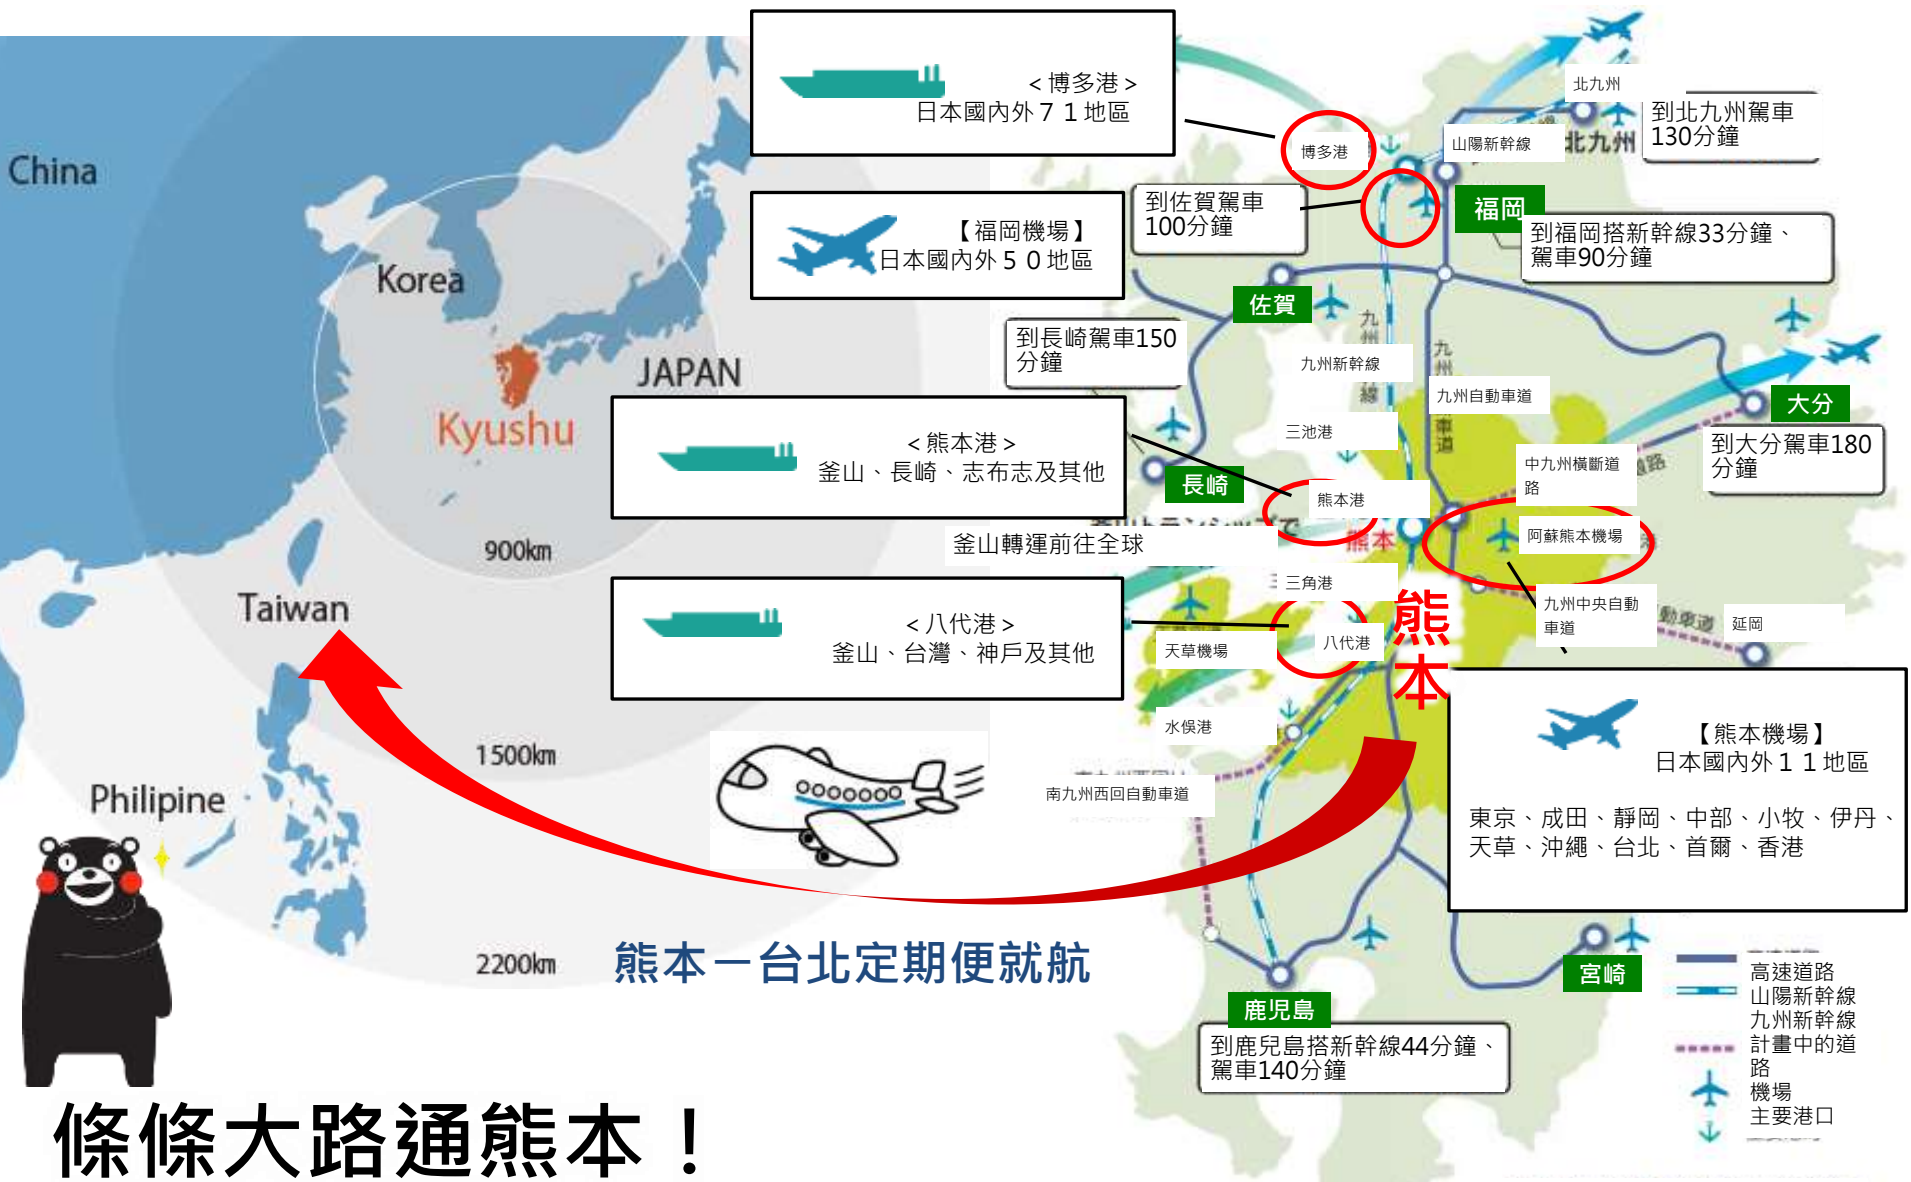 China
Korea
JAPAN
Kyushu
900km
Taiwan
1500km
Philipine
2200km
<博多港>
日本國內外７１地區
【福岡機場】
日本國內外５０地區
到長崎駕車150
分鐘
<熊本港>
釜山、長崎、志布志及其他
釜山轉運前往全球
<八代港>
釜山、台灣、神戶及其他
到佐賀駕車
100分鐘
博多港
山陽新幹線
北九州
北九州
到北九州駕車
130分鐘
福岡
到福岡搭新幹線33分鐘、
駕車90分鐘
佐賀
九州新幹線
九州自動車道
三池港
長崎
熊本港
熊本
中九州橫斷道
路
大分
到大分駕車180
分鐘
阿蘇熊本機場
三角港
九州中央自動
車道
動車道
延岡
天草機場
八代港
熊本
水俁港
南九州西回自動車道
【熊本機場】
日本國內外１１地區
東京、成田、靜岡、中部、小牧、伊丹、
天草、沖繩、台北、首爾、香港
熊本－台北定期便就航
宮崎
鹿児島
到鹿兒島搭新幹線44分鐘、
駕車140分鐘
高速道路
山陽新幹線
九州新幹線
計畫中的道
路
機場
主要港口
條條大路通熊本！